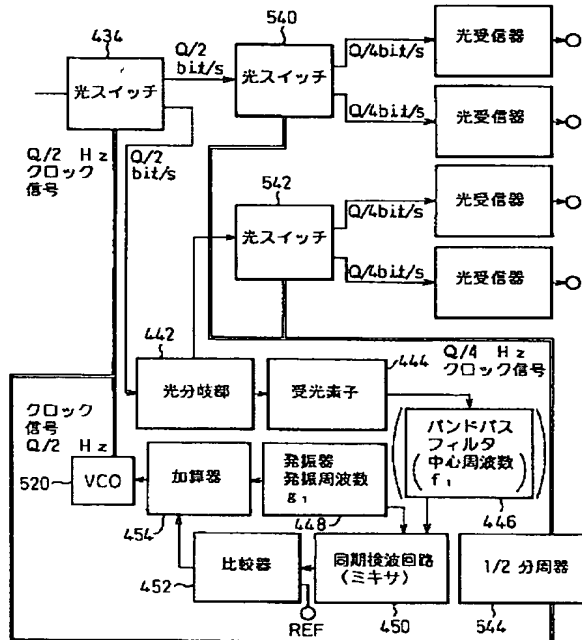 434
Q/2
bit/s
光スイッチ
540
光スイッチ
Q/4bit/s
Q/4bit/s
光受信器
光受信器
Q/2 Hz
クロック
信号
Q/2
bit/s
542
光スイッチ
Q/4bit/s
Q/4bit/s
光受信器
光受信器
442
光分岐部
受光素子
444
Q/4 Hz
クロック信号
クロック
信号
Q/2 Hz
520
VCO
加算器
454
発振器
発振周波数
g₁
448
バンドパス
フィルタ
中心周波数
f₁
446
比較器
452
REF
同期検波回路
(ミキサ)
450
1/2 分周器
544